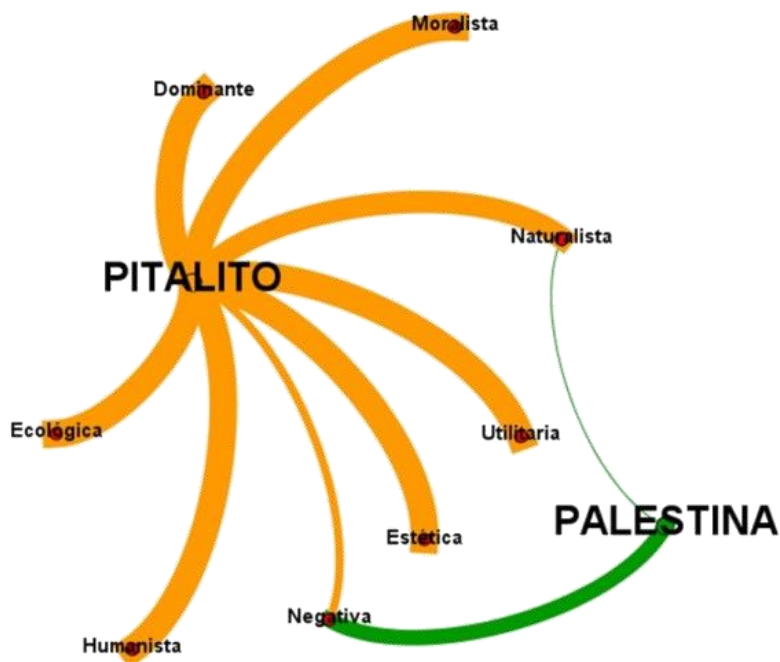 Moralista
Dominante
Naturalista
PITALITO
Ecológica
Utilitaria
PALESTINA
Estética
Negativa
Humanista